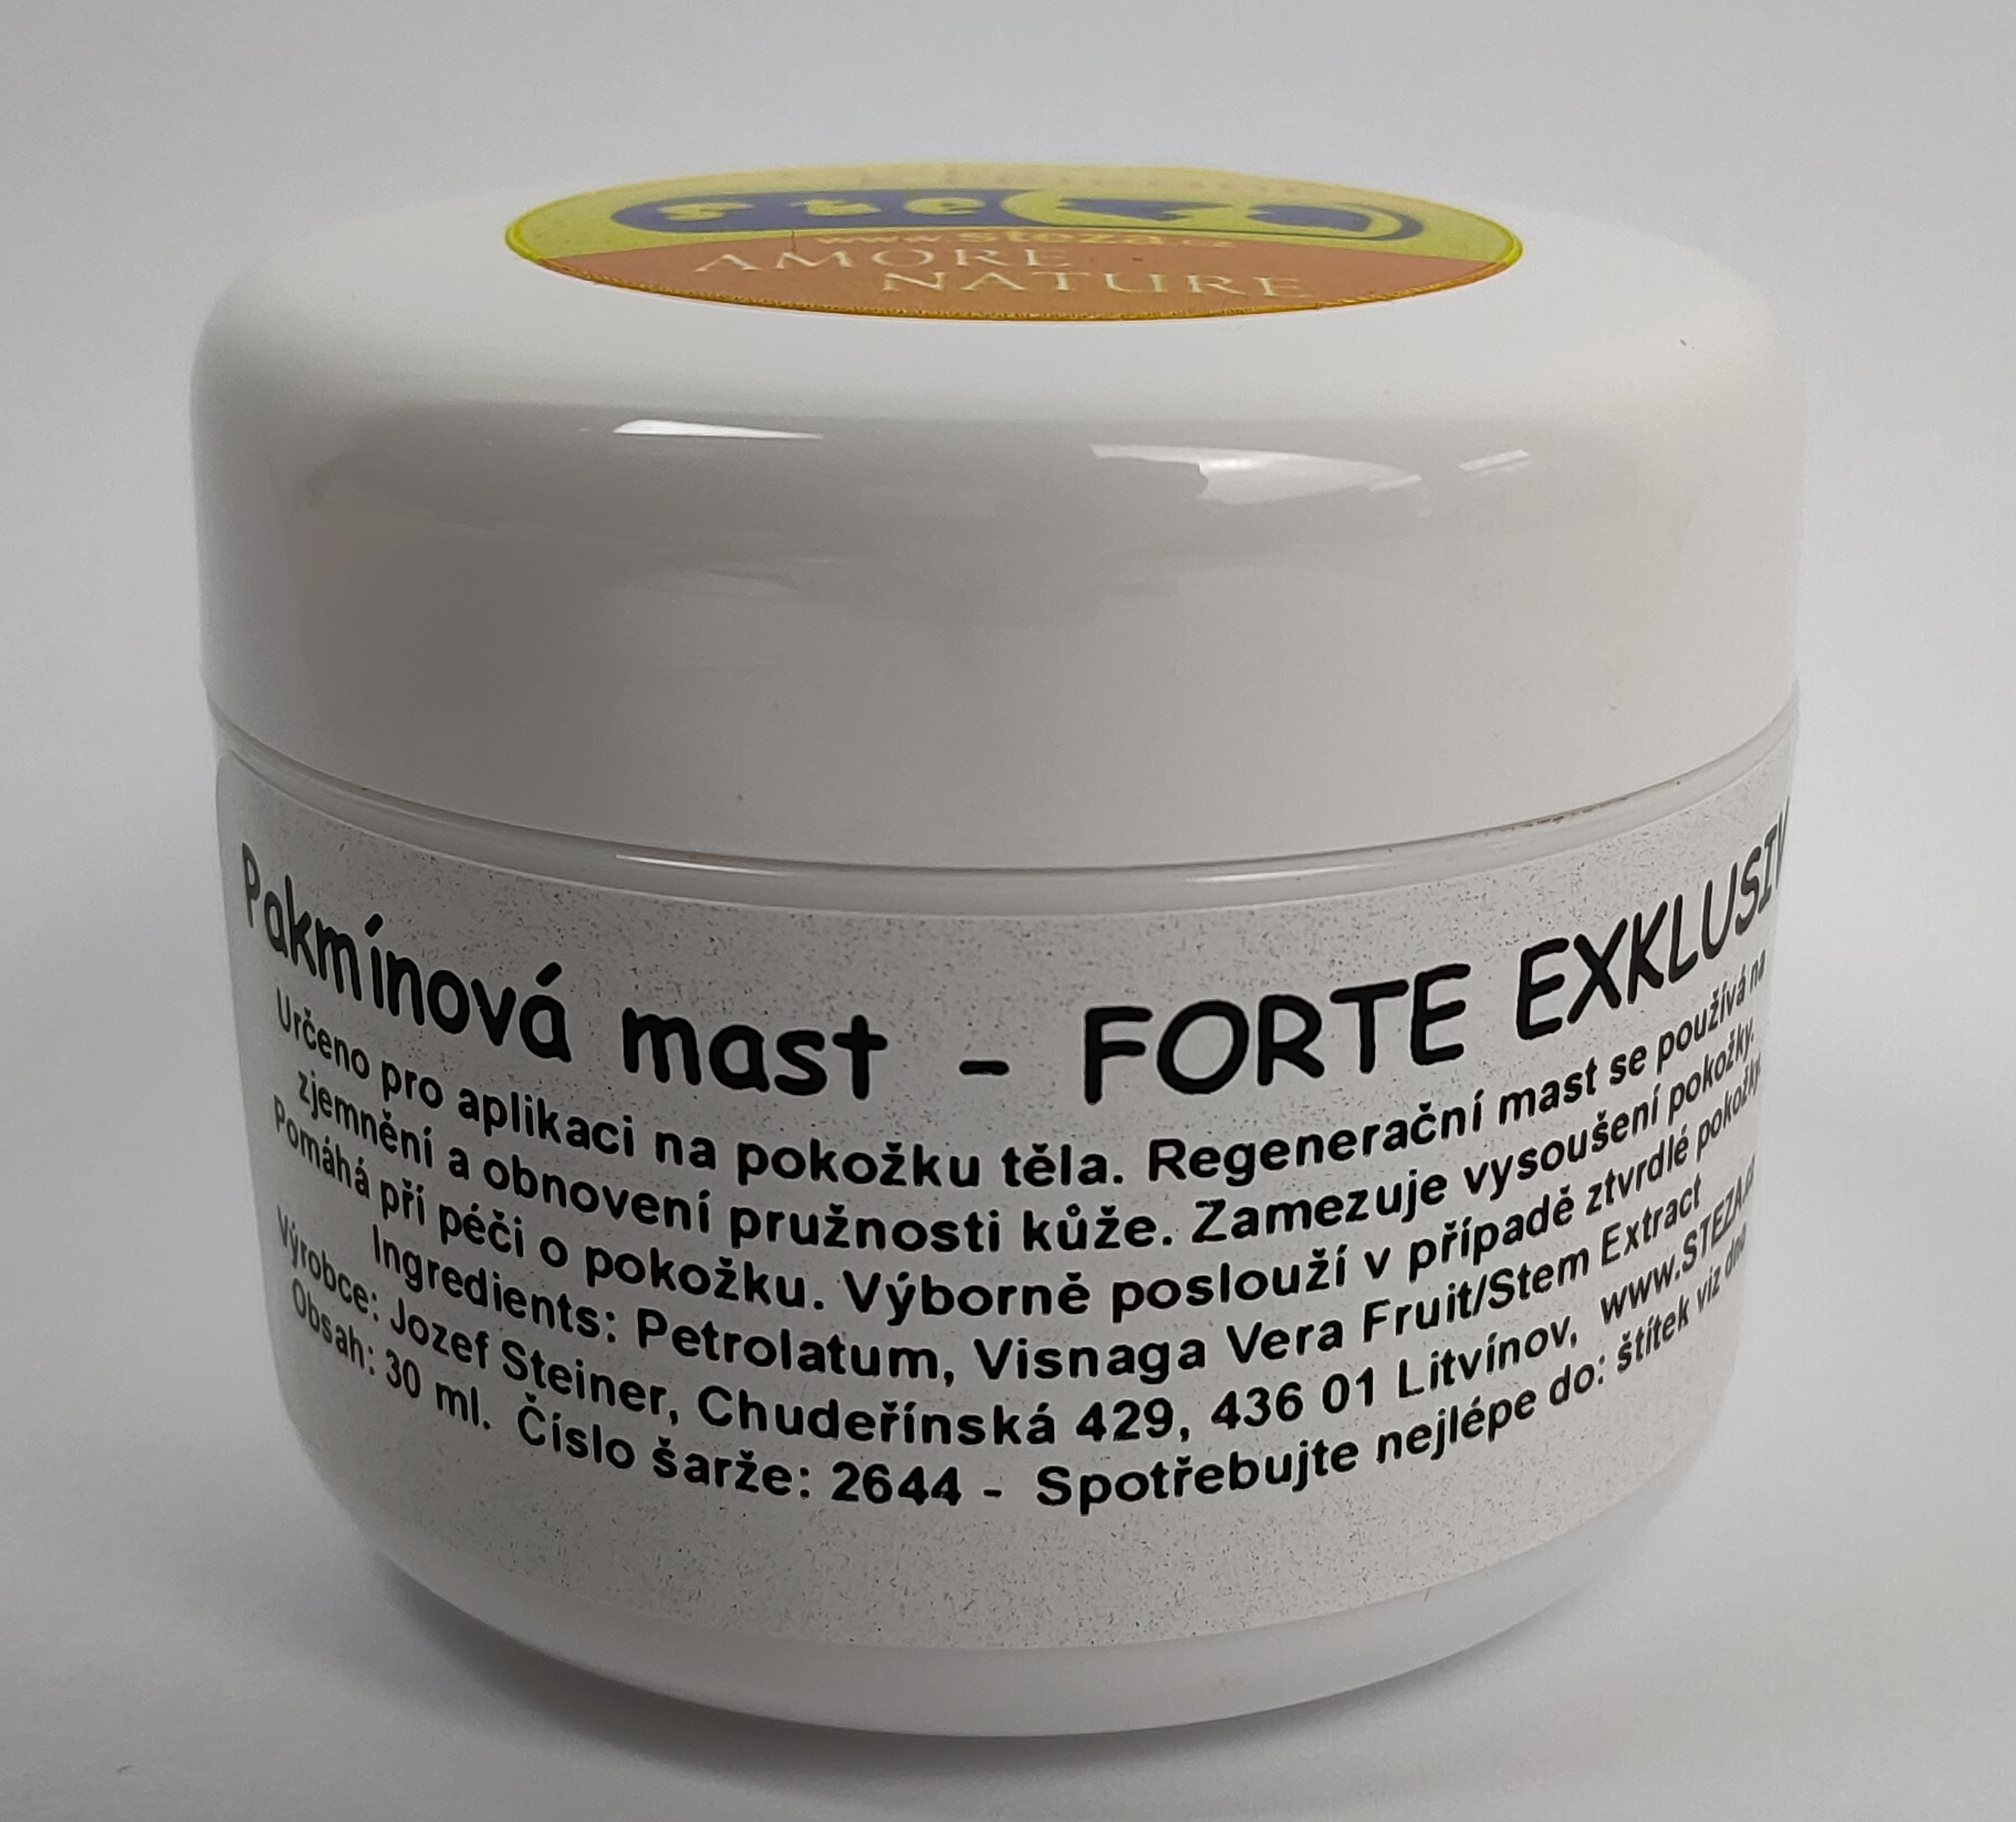 steza
www.steza.cz
AMORE
NATURE
Pakmínová mast - FORTE EXKLUSIV
Určeno pro aplikaci na pokožku těla. Regenerační mast se používá na
zjemnění a obnovení pružnosti kůže. Zamezuje vysoušení pokožky.
Pomáhá při péči o pokožku. Výborně poslouží v případě ztvrdlé pokožky.
Ingredients: Petrolatum, Visnaga Vera Fruit/Stem Extract
Výrobce: Jozef Steiner, Chudeřínská 429, 436 01 Litvínov, www.STEZA.cz
Obsah: 30 ml. Číslo šarže: 2644 - Spotřebujte nejlépe do: štítek viz dno